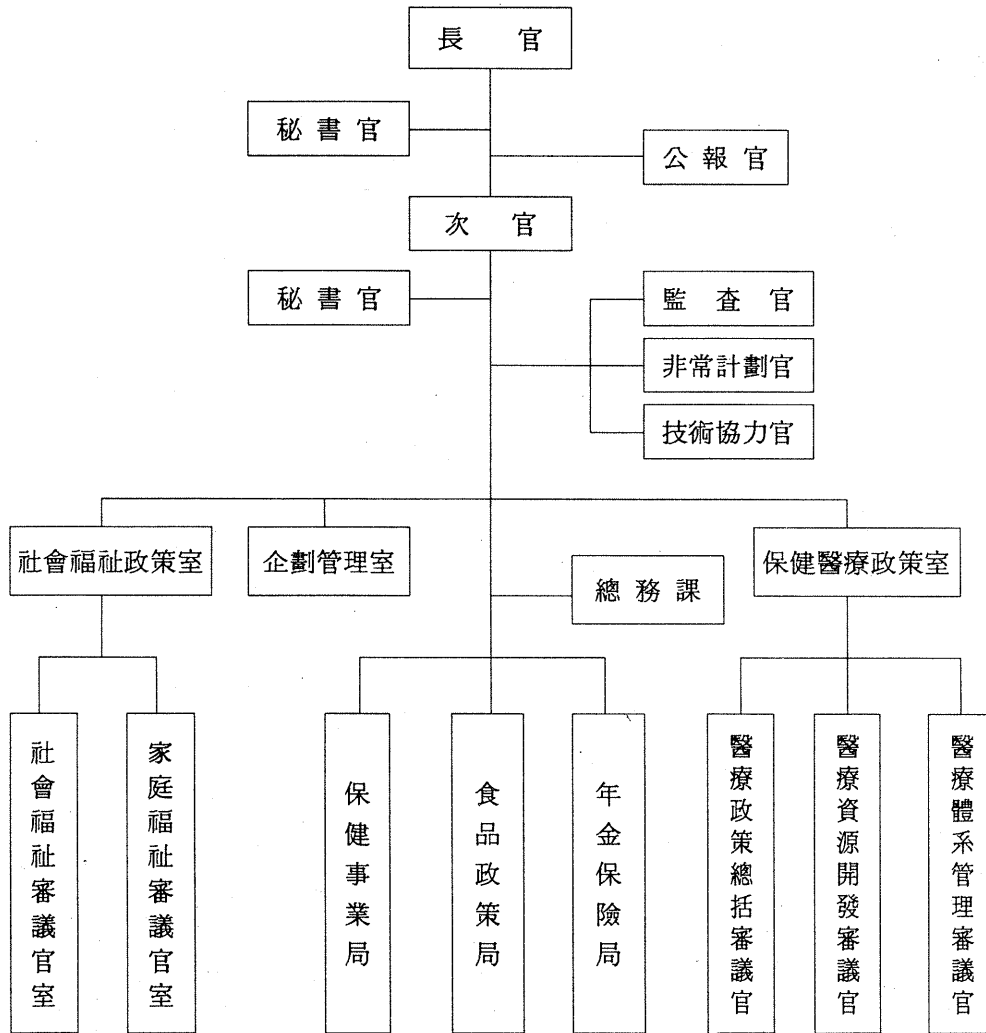 長官
秘書官
公報官
次官
秘書官
監査官
非常計劃官
技術協力官
社會福祉政策室
企劃管理室
保健醫療政策室
總務課
社會福祉審議官室
家庭福祉審議官室
保健事業局
食品政策局
年金保險局
醫療政策總括審議官
醫療資源開發審議官
醫療體系管理審議官